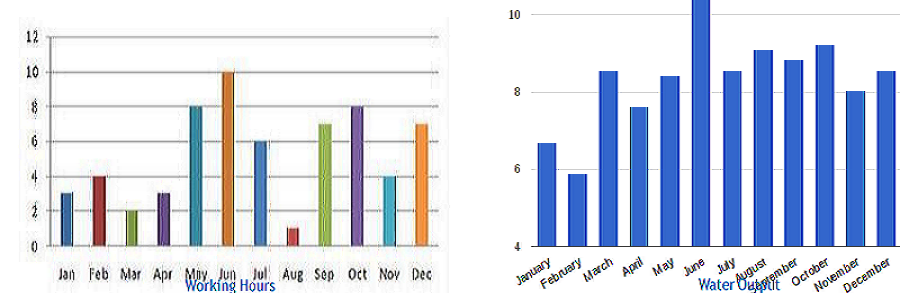 12
10
8
6
4
2
0
Jan Feb Mar Apr May Jun Jul Aug Sep Oct Nov Dec
Working Hours
10
8
6
4
January February March April May June July August September October November December
Water Output